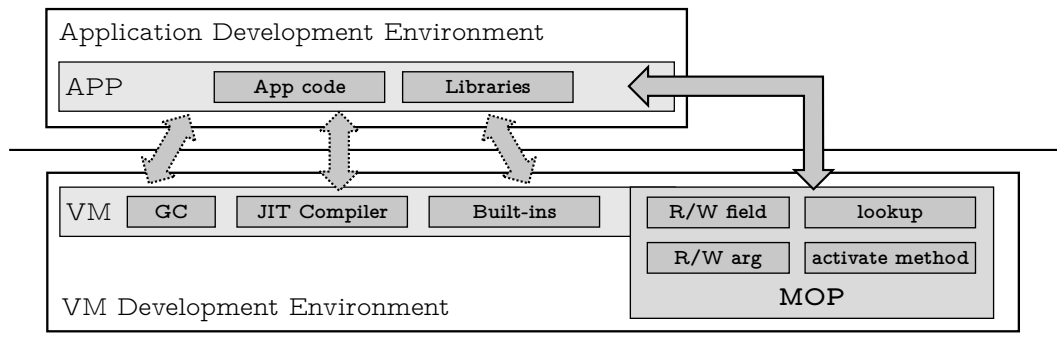 Application Development Environment
APP App code Libraries
VM GC JIT Compiler Built-ins R/W field lookup
R/W arg activate method
MOP
VM Development Environment